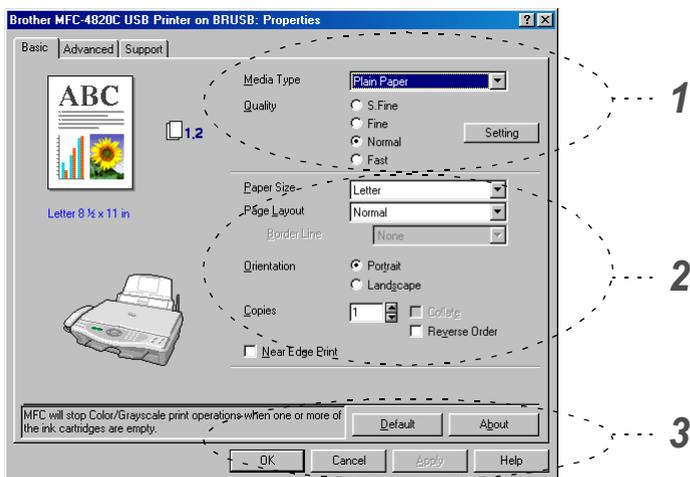 Brother MFC-4820C USB Printer on BRUSB: Properties
Basic Advanced Support
ABC
1.2
Letter 8 ½ x 11 in
Media Type Plain Paper
Quality S.Fine
Fine
Normal Setting
Fast
Paper Size Letter
Page Layout Normal
Border Line None
Orientation Portrait
Landscape
Copies 1 Collate
Reverse Order
Near Edge Print
MFC will stop Color/Grayscale print operations when one or more of
the ink cartridges are empty.
Default About
OK Cancel Apply Help
1
2
3